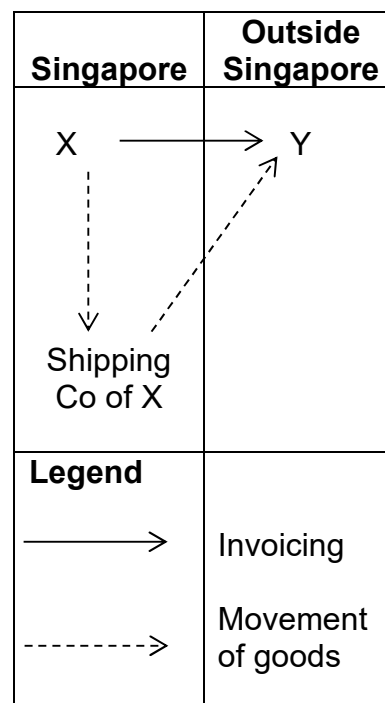 Singapore
Outside
Singapore
X
Y
Shipping
Co of X
Legend
Invoicing
Movement
of goods